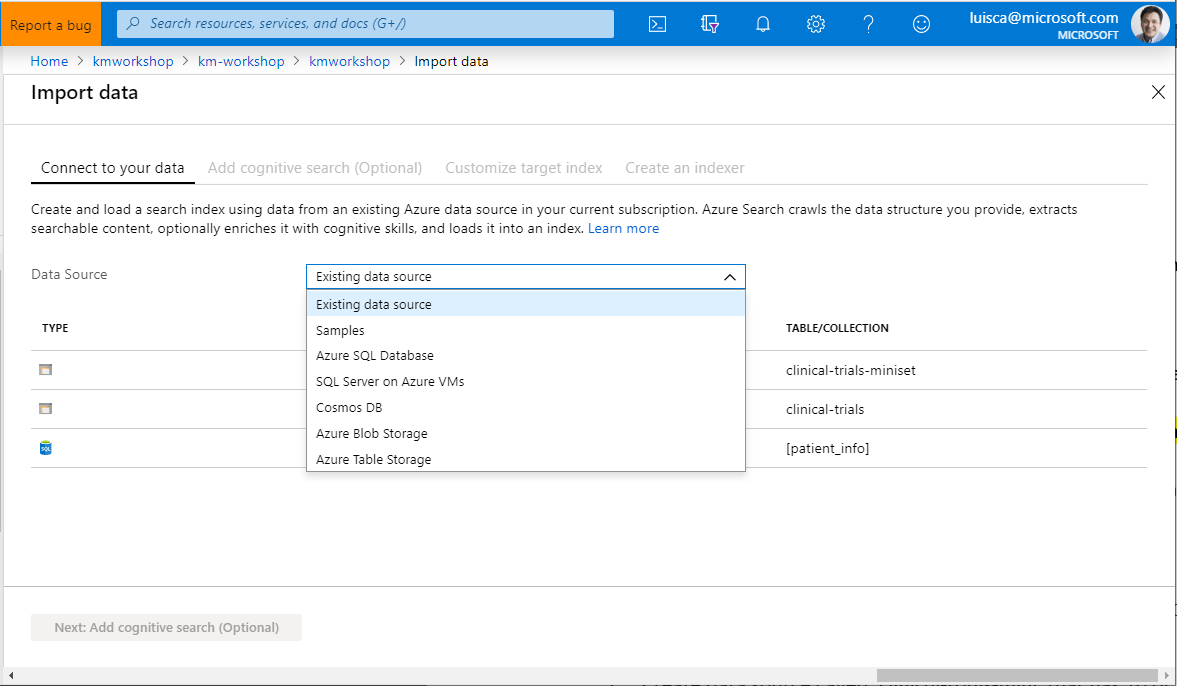 Report a bug
Search resources, services, and docs (G+/)
luisca@microsoft.com
MICROSOFT
Home > kmworkshop > km-workshop > kmworkshop > Import data
Import data
Connect to your data
Add cognitive search (Optional)
Customize target index
Create an indexer
Create and load a search index using data from an existing Azure data source in your current subscription. Azure Search crawls the data structure you provide, extracts
searchable content, optionally enriches it with cognitive skills, and loads it into an index. Learn more
Data Source
Existing data source
Existing data source
Samples
Azure SQL Database
SQL Server on Azure VMs
Cosmos DB
Azure Blob Storage
Azure Table Storage
TYPE
TABLE/COLLECTION
clinical-trials-miniset
clinical-trials
SQL
[patient_info]
Next: Add cognitive search (Optional)